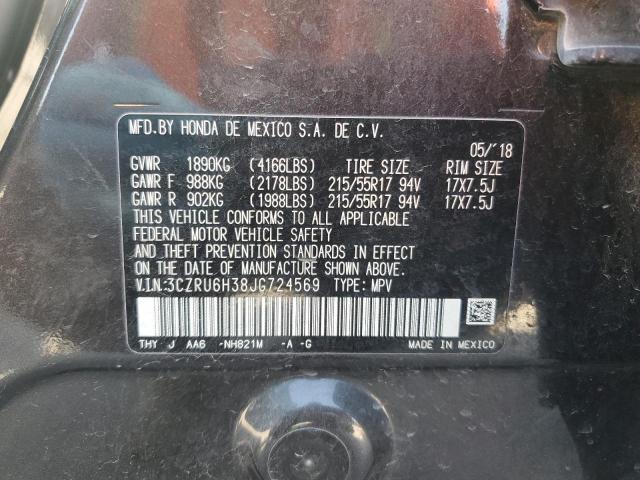 MFD.BY HONDA DE MEXICO S.A. DE C.V.
05/'18
GVWR 1890KG (4166LBS) TIRE SIZE RIM SIZE
GAWR F 988KG (2178LBS) 215/55R17 94V 17X7.5J
GAWR R 902KG (1988LBS) 215/55R17 94V 17X7.5J
THIS VEHICLE CONFORMS TO ALL APPLICABLE
FEDERAL MOTOR VEHICLE SAFETY
AND THEFT PREVENTION STANDARDS IN EFFECT
ON THE DATE OF MANUFACTURE SHOWN ABOVE.
V.I.N.:3CZRU6H38JG724569 TYPE: MPV
THY J AA6 -NH821M -A -G MADE IN MEXICO